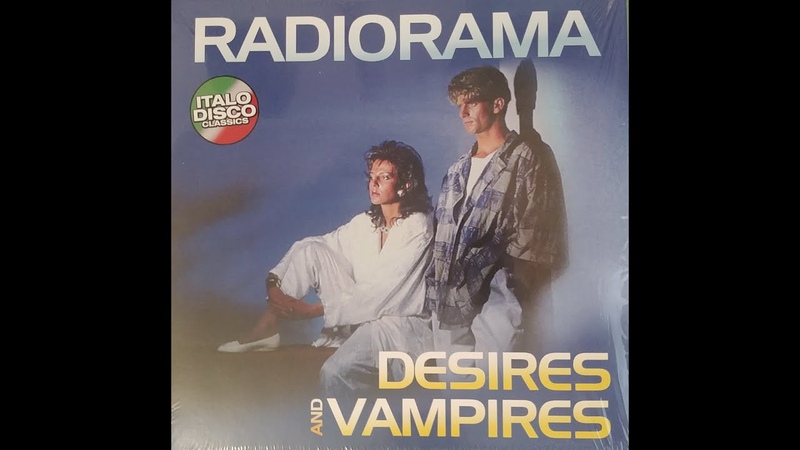 RADIORAMA
ITALO
DISCO
CLASSICS
DESIRES
AND VAMPIRES